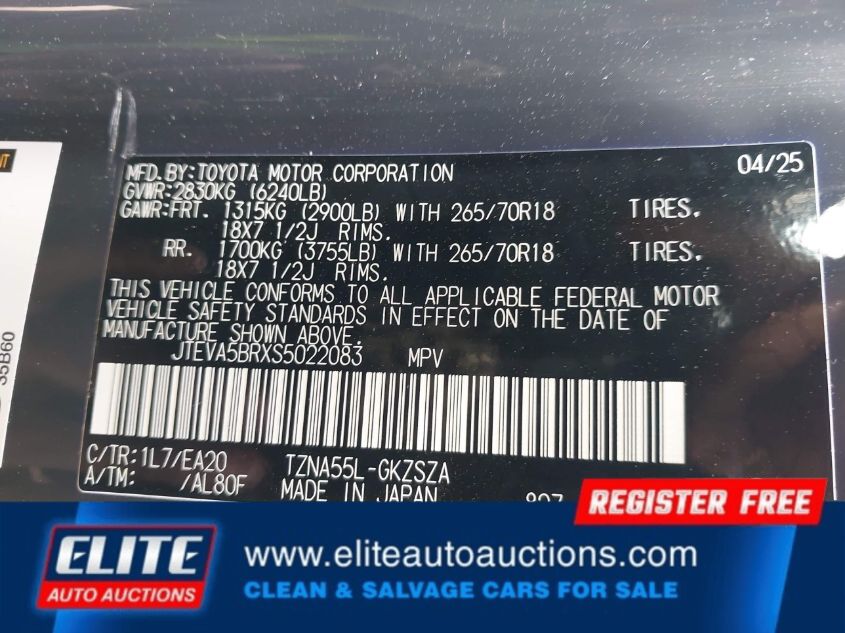 MFD.BY:TOYOTA MOTOR CORPORATION 04/25
GVWR:2830KG (6240LB)
GAWR:FRT. 1315KG (2900LB) WITH 265/70R18 TIRES.
18X7 1/2J RIMS.
RR. 1700KG (3755LB) WITH 265/70R18 TIRES.
18X7 1/2J RIMS.
THIS VEHICLE CONFORMS TO ALL APPLICABLE FEDERAL MOTOR
VEHICLE SAFETY STANDARDS IN EFFECT ON THE DATE OF
MANUFACTURE SHOWN ABOVE.
JTEVA5BRXS5022083 MPV
C/TR:1L7/EA20 TZNA55L-GKZSZA
A/TM: /AL80F MADE IN JAPAN
35B60
REGISTER FREE
ELITE
AUTO AUCTIONS
www.eliteautoauctions.com
CLEAN & SALVAGE CARS FOR SALE